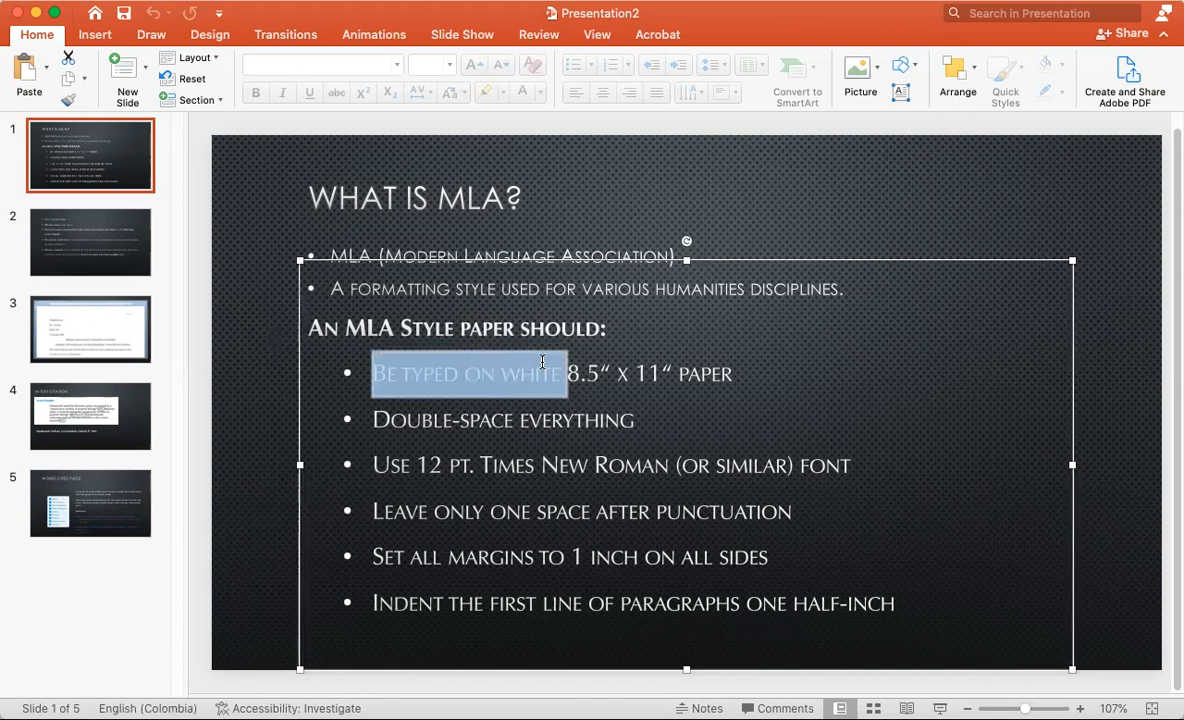 Presentation2
Search in Presentation
Home Insert Draw Design Transitions Animations Slide Show Review View Acrobat Share
Paste New Slide Layout Reset Section
B I U abc X² X₂ AV Aa A
Convert to SmartArt Picture Arrange Quick Styles Create and Share Adobe PDF
1
2
3
4
5
WHAT IS MLA?
• MLA (MODERN LANGUAGE ASSOCIATION)
• A FORMATTING STYLE USED FOR VARIOUS HUMANITIES DISCIPLINES.
AN MLA STYLE PAPER SHOULD:
• BE TYPED ON WHITE 8.5“ X 11“ PAPER
• DOUBLE-SPACE EVERYTHING
• USE 12 PT. TIMES NEW ROMAN (OR SIMILAR) FONT
• LEAVE ONLY ONE SPACE AFTER PUNCTUATION
• SET ALL MARGINS TO 1 INCH ON ALL SIDES
• INDENT THE FIRST LINE OF PARAGRAPHS ONE HALF-INCH
Slide 1 of 5 English (Colombia) Accessibility: Investigate Notes Comments 107%